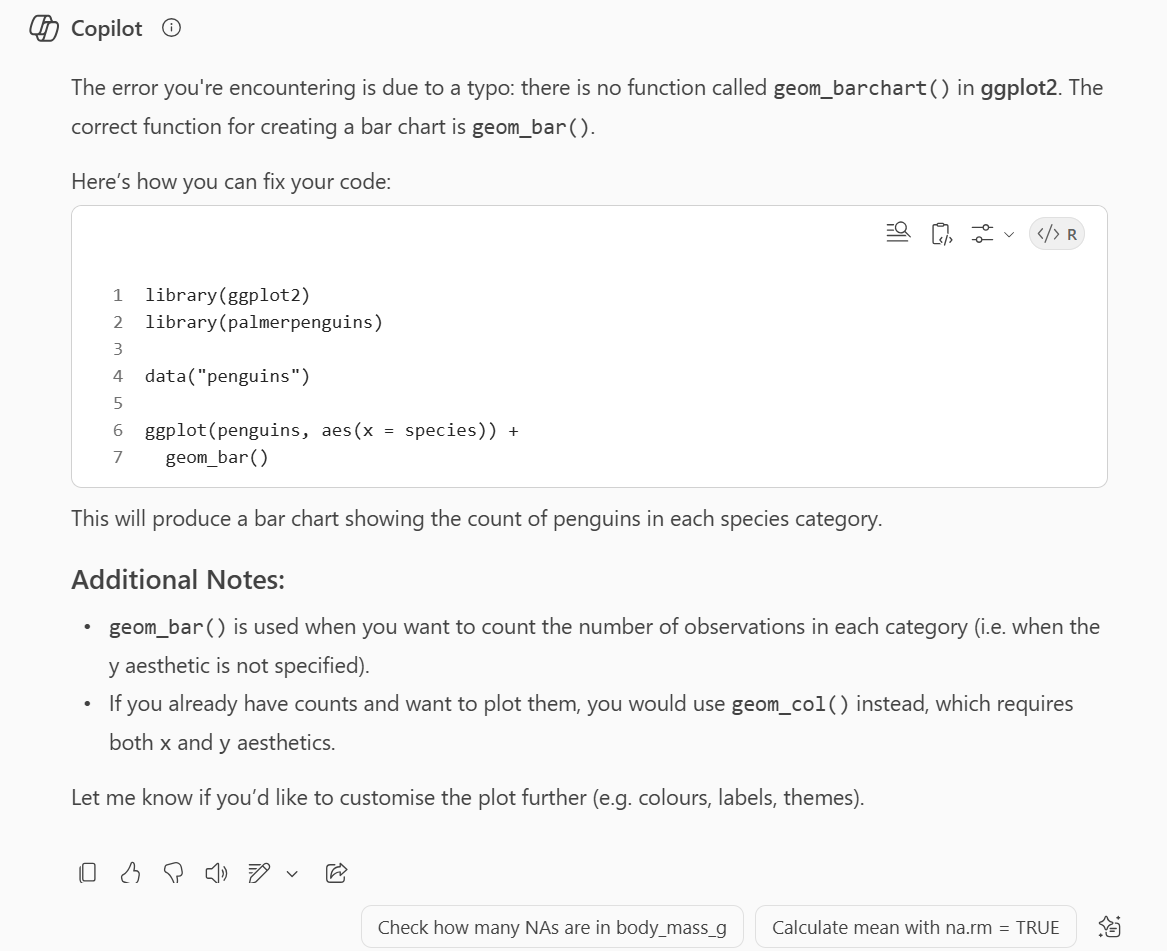 Copilot
The error you're encountering is due to a typo: there is no function called geom_barchart() in ggplot2. The
correct function for creating a bar chart is geom_bar().
Here’s how you can fix your code:
</> R
1 library(ggplot2)
2 library(palmerpenguins)
3
4 data("penguins")
5
6 ggplot(penguins, aes(x = species)) +
7   geom_bar()
This will produce a bar chart showing the count of penguins in each species category.
Additional Notes:
• geom_bar() is used when you want to count the number of observations in each category (i.e. when the
y aesthetic is not specified).
• If you already have counts and want to plot them, you would use geom_col() instead, which requires
both x and y aesthetics.
Let me know if you’d like to customise the plot further (e.g. colours, labels, themes).
Check how many NAs are in body_mass_g
Calculate mean with na.rm = TRUE